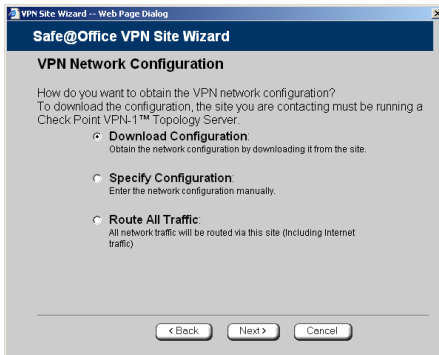 VPN Site Wizard -- Web Page Dialog
Safe@Office VPN Site Wizard
VPN Network Configuration
How do you want to obtain the VPN network configuration?
To download the configuration, the site you are contacting must be running a
Check Point VPN-1™ Topology Server.
Download Configuration:
Obtain the network configuration by downloading it from the site.
Specify Configuration:
Enter the network configuration manually.
Route All Traffic:
All network traffic will be routed via this site (Including Internet
traffic)
< Back Next > Cancel